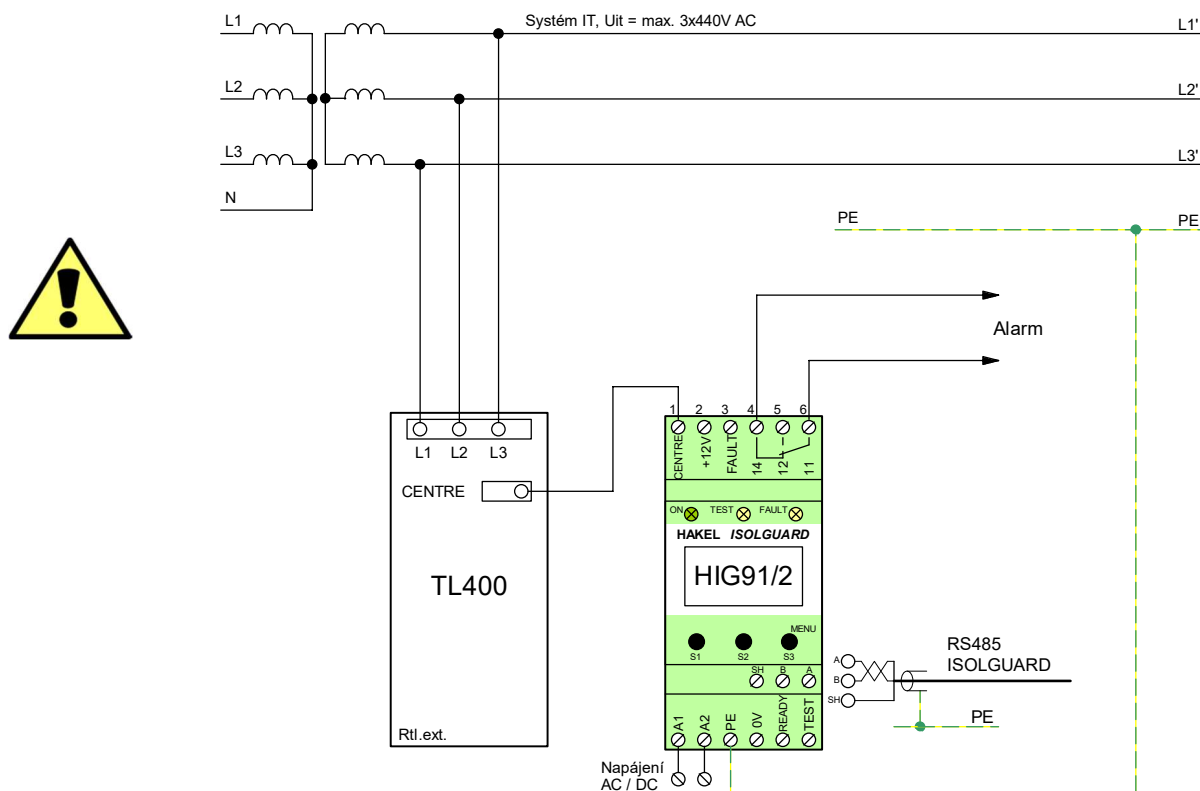 L1
Systém IT, Uit = max. 3x440V AC
L1'
L2
L2'
L3
L3'
N
PE
PE
Alarm
1 2 3 4 5 6
CENTRE
+12V
FAULT
14
12
11
L1 L2 L3
CENTRE
ON TEST FAULT
HAKEL ISOLGUARD
TL400
HIG91/2
MENU
S1 S2 S3
RS485
ISOLGUARD
SH B A
A
B
SH
PE
A1
A2
PE
0V
READY
TEST
Rtl.ext.
Napájení
AC / DC